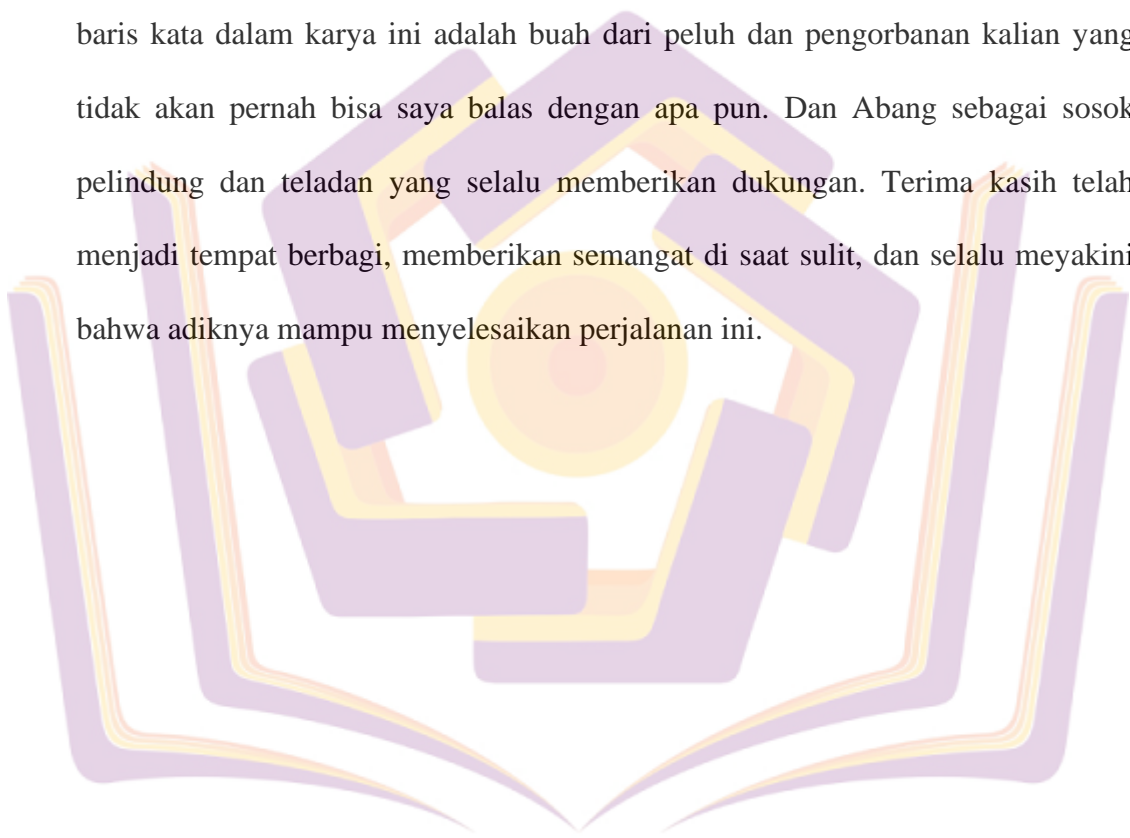 baris kata dalam karya ini adalah buah dari peluh dan pengorbanan kalian yang
tidak akan pernah bisa saya balas dengan apa pun. Dan Abang sebagai sosok
pelindung dan teladan yang selalu memberikan dukungan. Terima kasih telah
menjadi tempat berbagi, memberikan semangat di saat sulit, dan selalu meyakini
bahwa adiknya mampu menyelesaikan perjalanan ini.